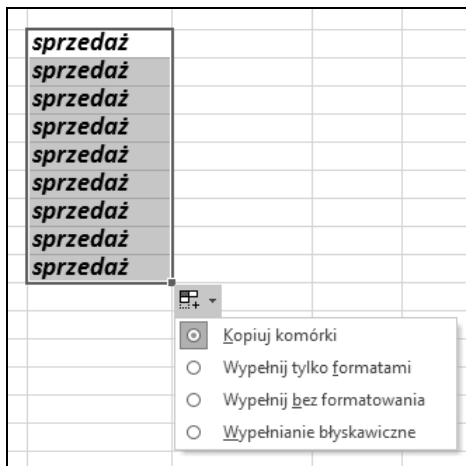 sprzedaż
sprzedaż
sprzedaż
sprzedaż
sprzedaż
sprzedaż
sprzedaż
sprzedaż
sprzedaż
Kopiuj komórki
Wypełnij tylko formatami
Wypełnij bez formatowania
Wypełnianie błyskawiczne